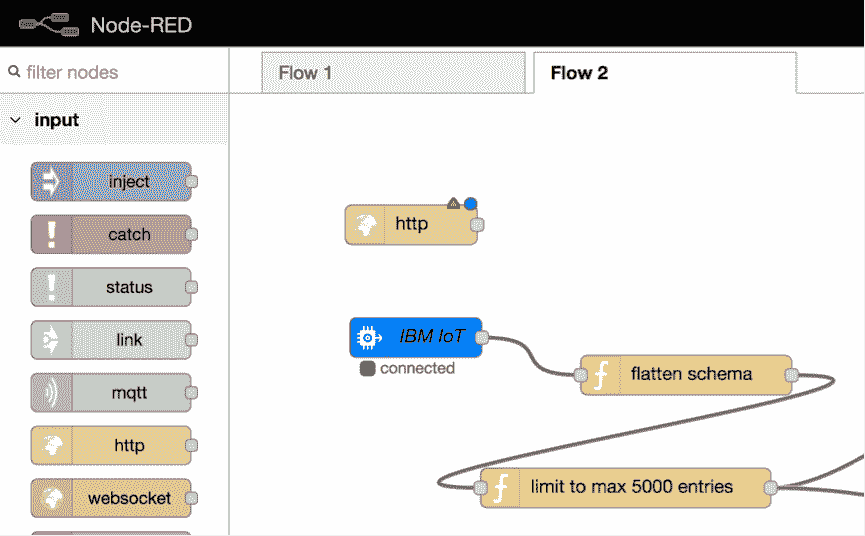 Node-RED
filter nodes
Flow 1
Flow 2
input
inject
catch
status
link
mqtt
http
websocket
http
IBM IoT
connected
flatten schema
limit to max 5000 entries